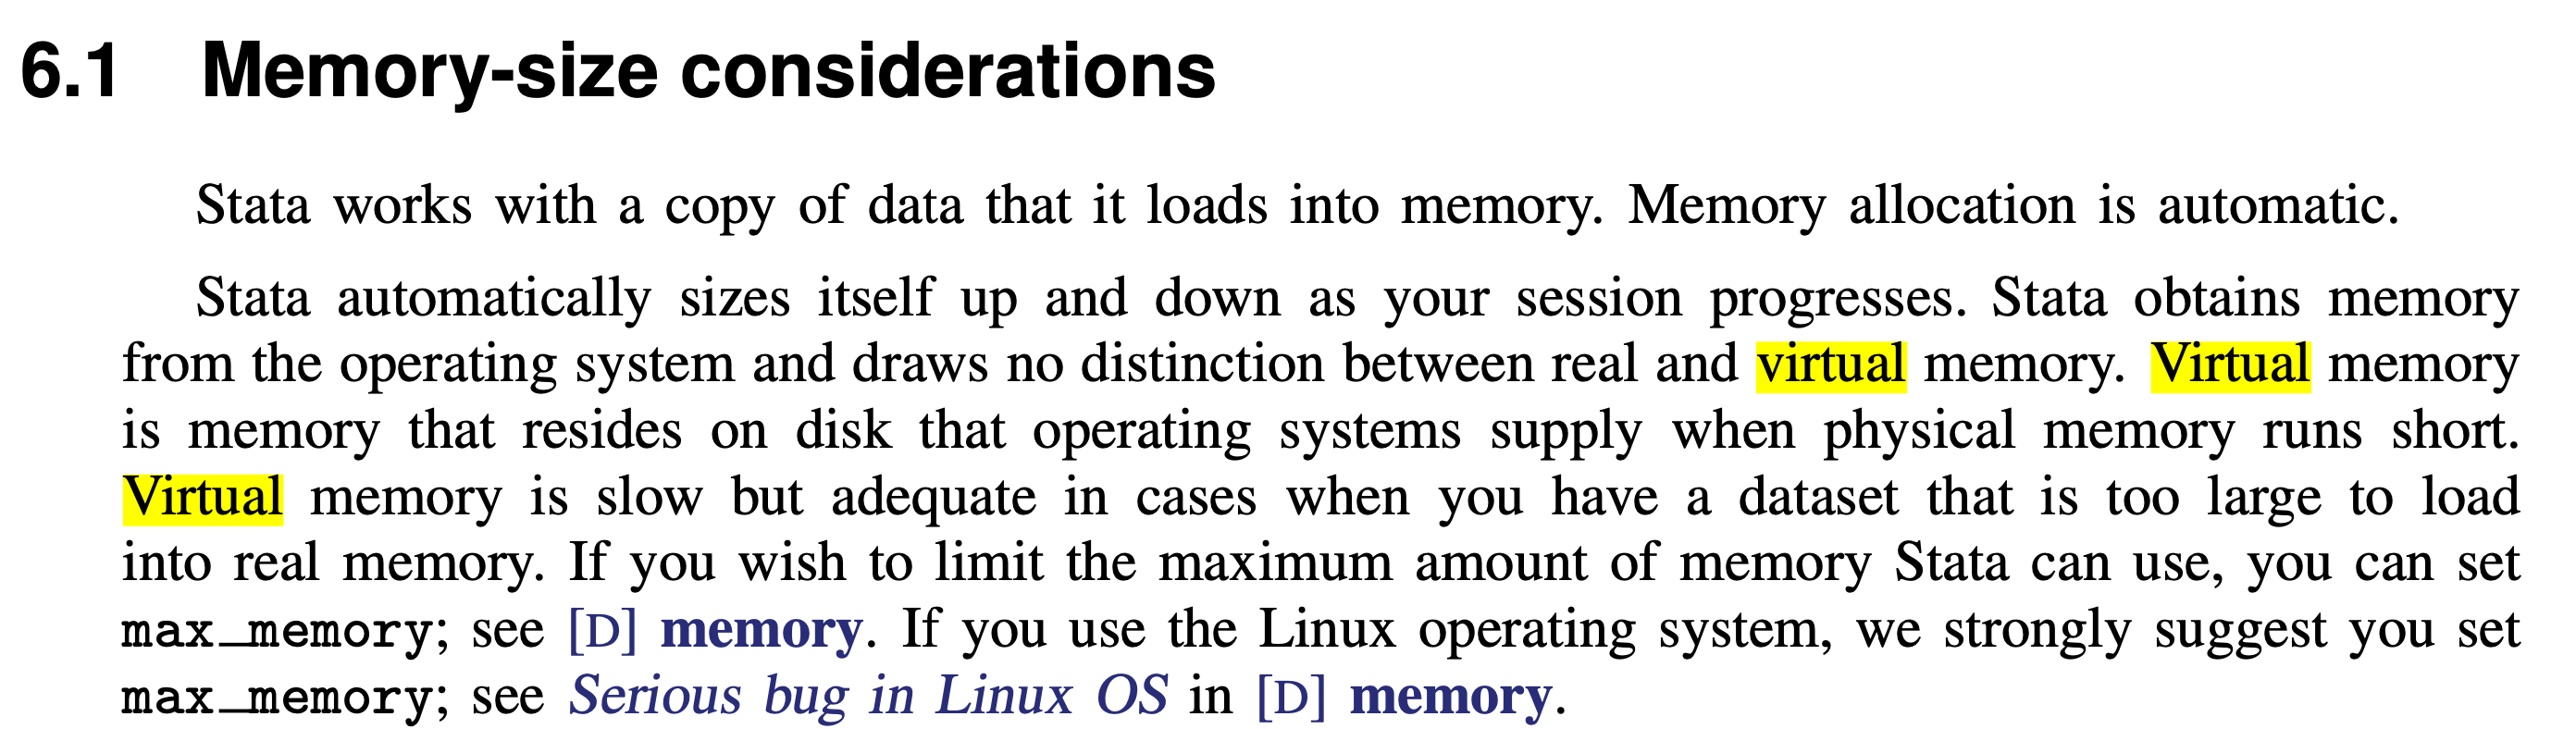 6.1 Memory-size considerations
Stata works with a copy of data that it loads into memory. Memory allocation is automatic.
Stata automatically sizes itself up and down as your session progresses. Stata obtains memory
from the operating system and draws no distinction between real and virtual memory. Virtual memory
is memory that resides on disk that operating systems supply when physical memory runs short.
Virtual memory is slow but adequate in cases when you have a dataset that is too large to load
into real memory. If you wish to limit the maximum amount of memory Stata can use, you can set
max_memory; see [D] memory. If you use the Linux operating system, we strongly suggest you set
max_memory; see Serious bug in Linux OS in [D] memory.